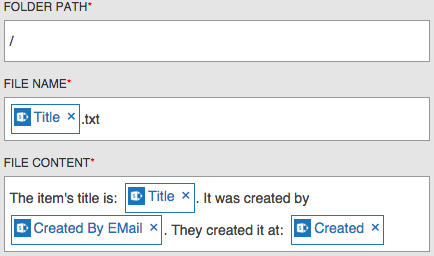 FOLDER PATH*
/
FILE NAME*
Title × .txt
FILE CONTENT*
The item's title is: Title × . It was created by
Created By EMail × . They created it at: Created ×